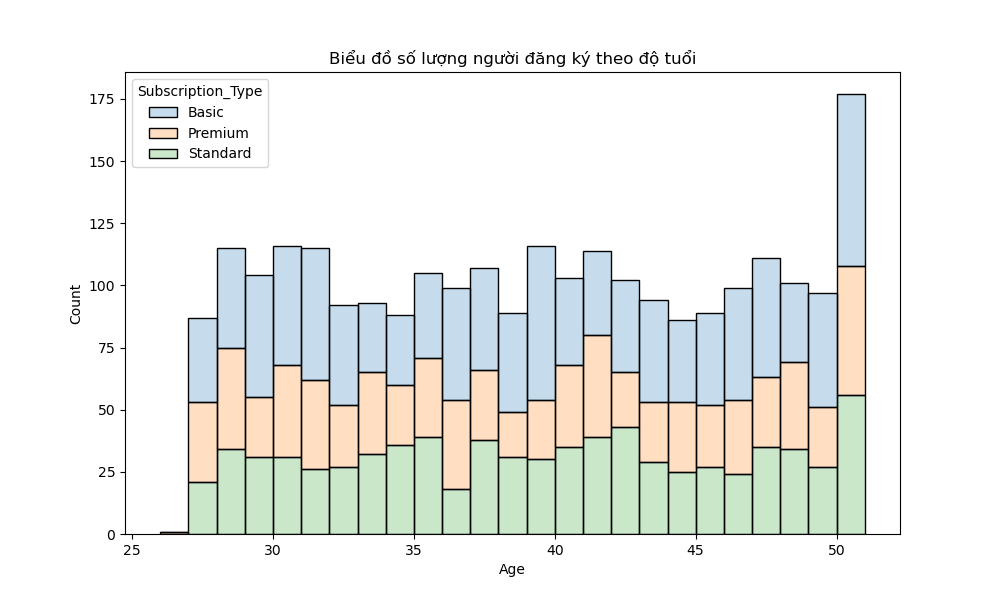 Biểu đồ số lượng người đăng ký theo độ tuổi
Subscription_Type
Basic
Premium
Standard
175
150
125
100
75
50
25
0
Count
25 30 35 40 45 50
Age